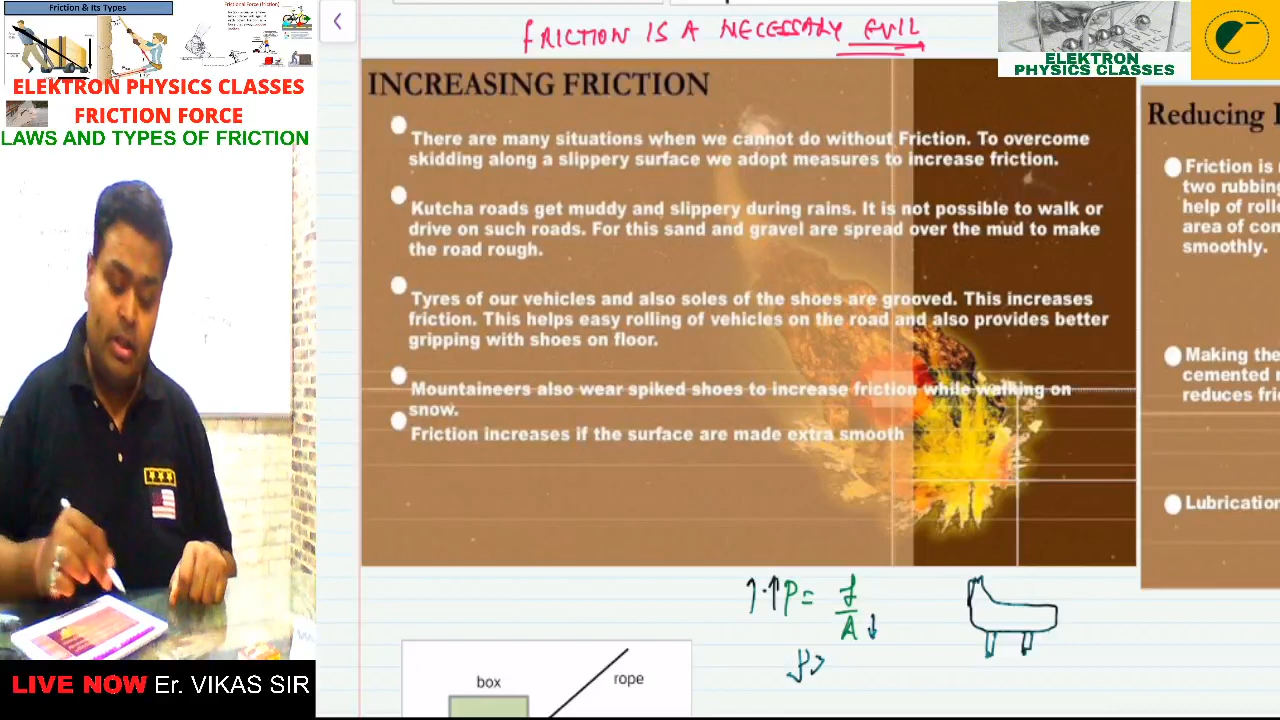 Friction & Its Types
ELEKTRON PHYSICS CLASSES
FRICTION FORCE
LAWS AND TYPES OF FRICTION
LIVE NOW Er. VIKAS SIR
FRICTION IS A NECESSARY EVIL
ELEKTRON
PHYSICS CLASSES
INCREASING FRICTION
There are many situations when we cannot do without Friction. To overcome
skidding along a slippery surface we adopt measures to increase friction.
Kutcha roads get muddy and slippery during rains. It is not possible to walk or
drive on such roads. For this sand and gravel are spread over the mud to make
the road rough.
Tyres of our vehicles and also soles of the shoes are grooved. This increases
friction. This helps easy rolling of vehicles on the road and also provides better
gripping with shoes on floor.
Mountaineers also wear spiked shoes to increase friction while walking on
snow.
Friction increases if the surface are made extra smooth
Reducing
Friction is
two rubbing
help of
area of
smoothly.
Making the
cemented
reduces
Lubrication
↑·↑P = f
A ↓
box
rope